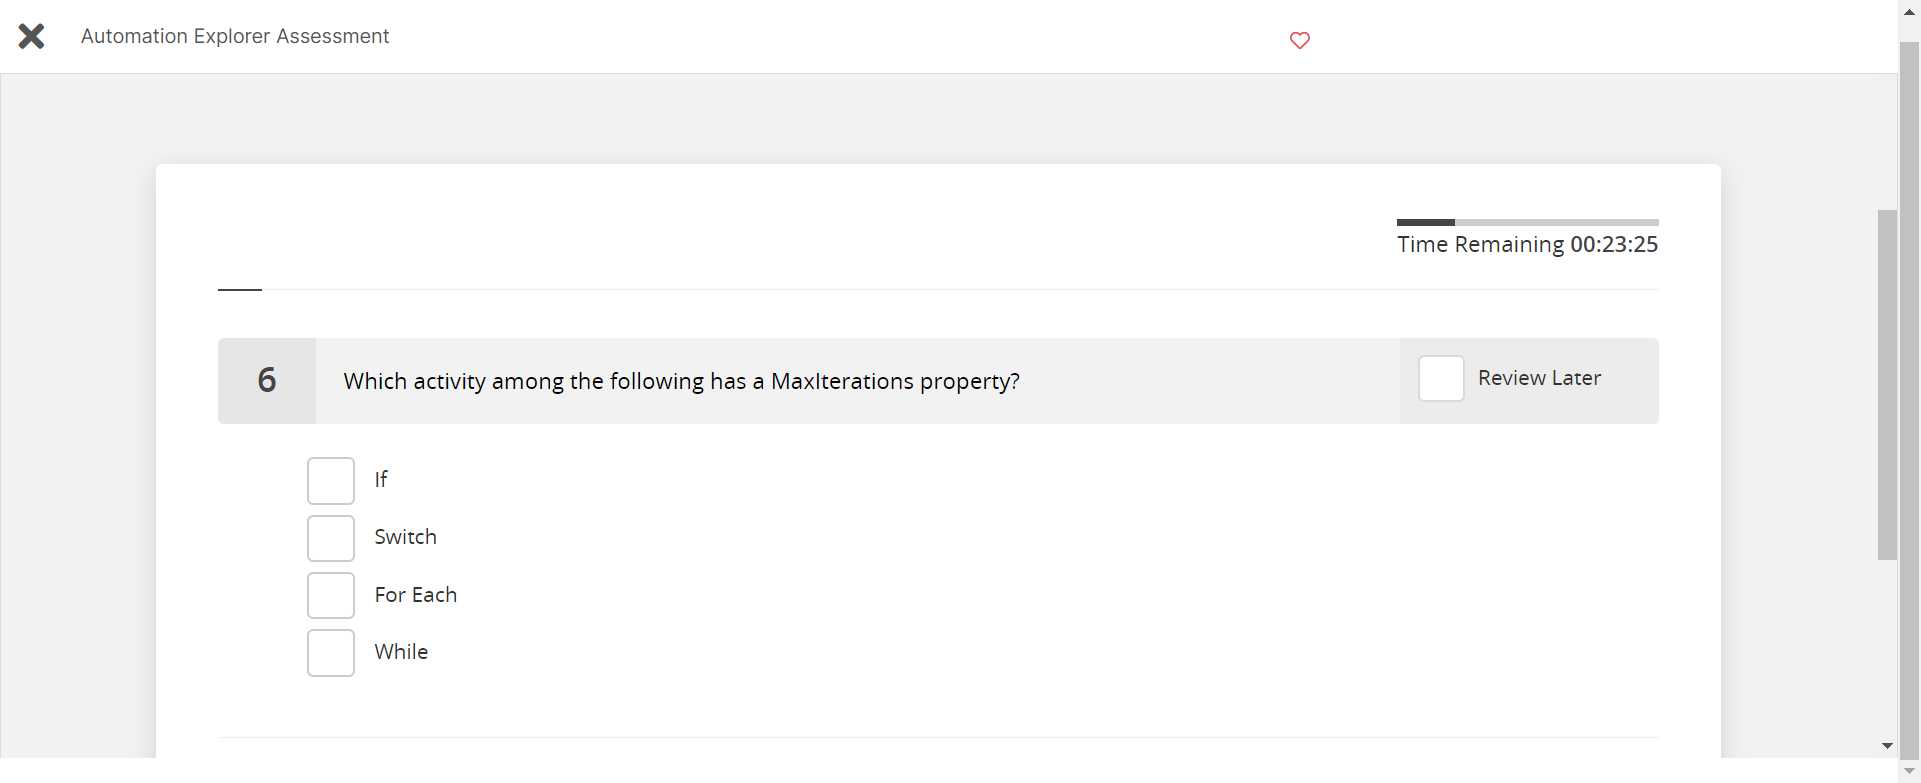 Automation Explorer Assessment
Time Remaining 00:23:25
6
Which activity among the following has a MaxIterations property?
Review Later
If
Switch
For Each
While